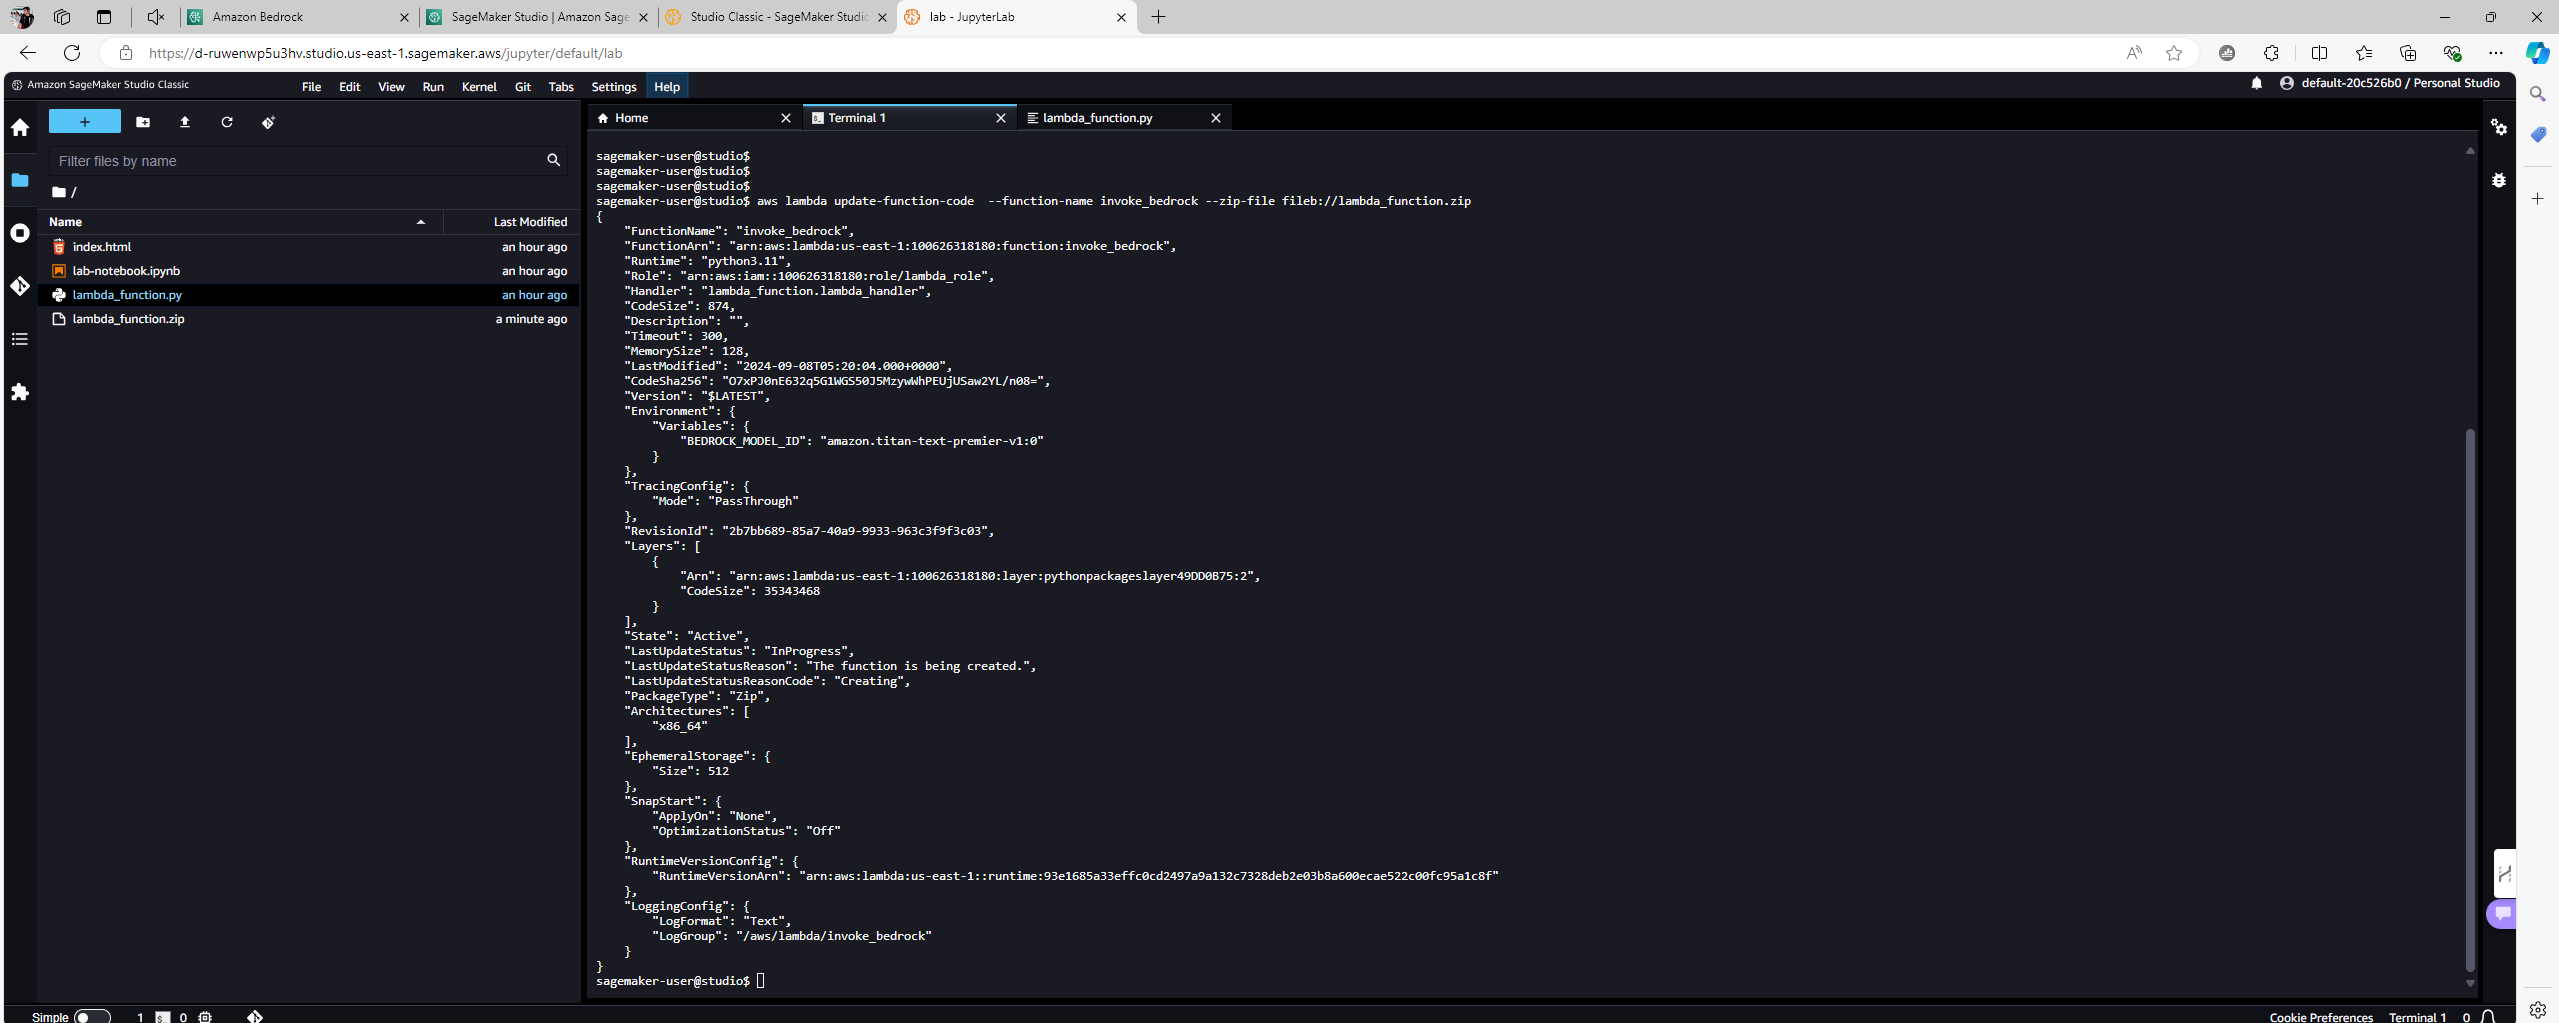 Amazon Bedrock
SageMaker Studio | Amazon Sage
Studio Classic - SageMaker Studio
lab - JupyterLab
https://d-ruwenwp5u3hv.studio.us-east-1.sagemaker.aws/jupyter/default/lab
Amazon SageMaker Studio Classic
File Edit View Run Kernel Git Tabs Settings Help
default-20c526b0 / Personal Studio
+
Filter files by name
/
Name Last Modified
index.html an hour ago
lab-notebook.ipynb an hour ago
lambda_function.py an hour ago
lambda_function.zip a minute ago
Home
Terminal 1
lambda_function.py
sagemaker-user@studio$
sagemaker-user@studio$
sagemaker-user@studio$
sagemaker-user@studio$ aws lambda update-function-code  --function-name invoke_bedrock --zip-file fileb://lambda_function.zip
{
    "FunctionName": "invoke_bedrock",
    "FunctionArn": "arn:aws:lambda:us-east-1:100626318180:function:invoke_bedrock",
    "Runtime": "python3.11",
    "Role": "arn:aws:iam::100626318180:role/lambda_role",
    "Handler": "lambda_function.lambda_handler",
    "CodeSize": 874,
    "Description": "",
    "Timeout": 300,
    "MemorySize": 128,
    "LastModified": "2024-09-08T05:20:04.000+0000",
    "CodeSha256": "O7xPJ0nE632q5G1WGS50J5MzywWhPEUjUSaw2YL/n08=",
    "Version": "$LATEST",
    "Environment": {
        "Variables": {
            "BEDROCK_MODEL_ID": "amazon.titan-text-premier-v1:0"
        }
    },
    "TracingConfig": {
        "Mode": "PassThrough"
    },
    "RevisionId": "2b7bb689-85a7-40a9-9933-963c3f9f3c03",
    "Layers": [
        {
            "Arn": "arn:aws:lambda:us-east-1:100626318180:layer:pythonpackageslayer49DD0B75:2",
            "CodeSize": 35343468
        }
    ],
    "State": "Active",
    "LastUpdateStatus": "InProgress",
    "LastUpdateStatusReason": "The function is being created.",
    "LastUpdateStatusReasonCode": "Creating",
    "PackageType": "Zip",
    "Architectures": [
        "x86_64"
    ],
    "EphemeralStorage": {
        "Size": 512
    },
    "SnapStart": {
        "ApplyOn": "None",
        "OptimizationStatus": "Off"
    },
    "RuntimeVersionConfig": {
        "RuntimeVersionArn": "arn:aws:lambda:us-east-1::runtime:93e1685a33effc0cd2497a9a132c7328deb2e03b8a600ecae522c00fc95a1c8f"
    },
    "LoggingConfig": {
        "LogFormat": "Text",
        "LogGroup": "/aws/lambda/invoke_bedrock"
    }
}
sagemaker-user@studio$
Simple 1 0
Cookie Preferences Terminal 1 0